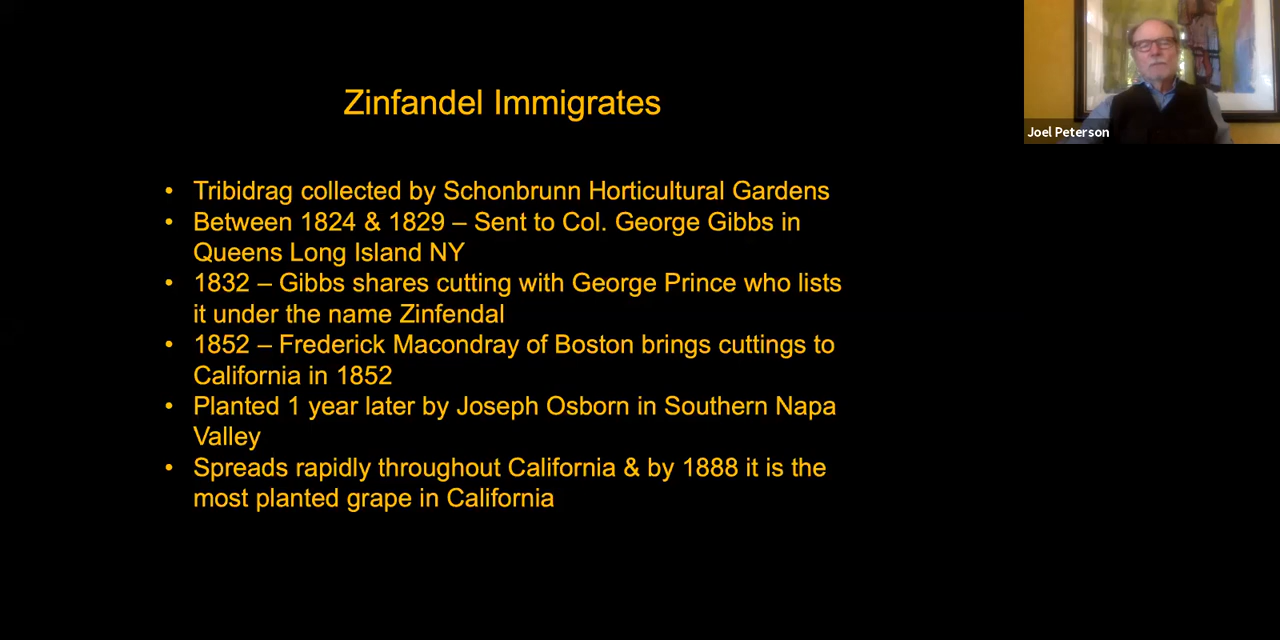 Zinfandel Immigrates
• Tribidrag collected by Schonbrunn Horticultural Gardens
• Between 1824 & 1829 – Sent to Col. George Gibbs in
Queens Long Island NY
• 1832 – Gibbs shares cutting with George Prince who lists
it under the name Zinfendal
• 1852 – Frederick Macondray of Boston brings cuttings to
California in 1852
• Planted 1 year later by Joseph Osborn in Southern Napa
Valley
• Spreads rapidly throughout California & by 1888 it is the
most planted grape in California
Joel Peterson